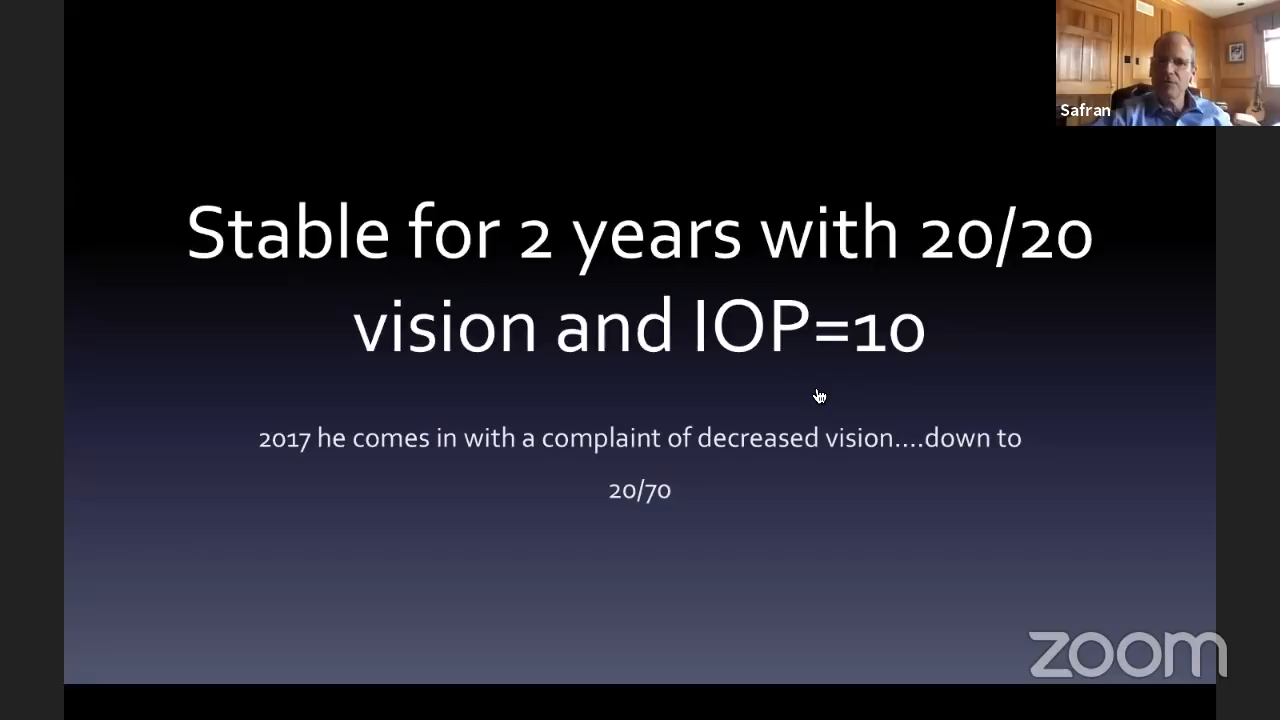 Safran
Stable for 2 years with 20/20
vision and IOP=10
2017 he comes in with a complaint of decreased vision....down to
20/70
zoom